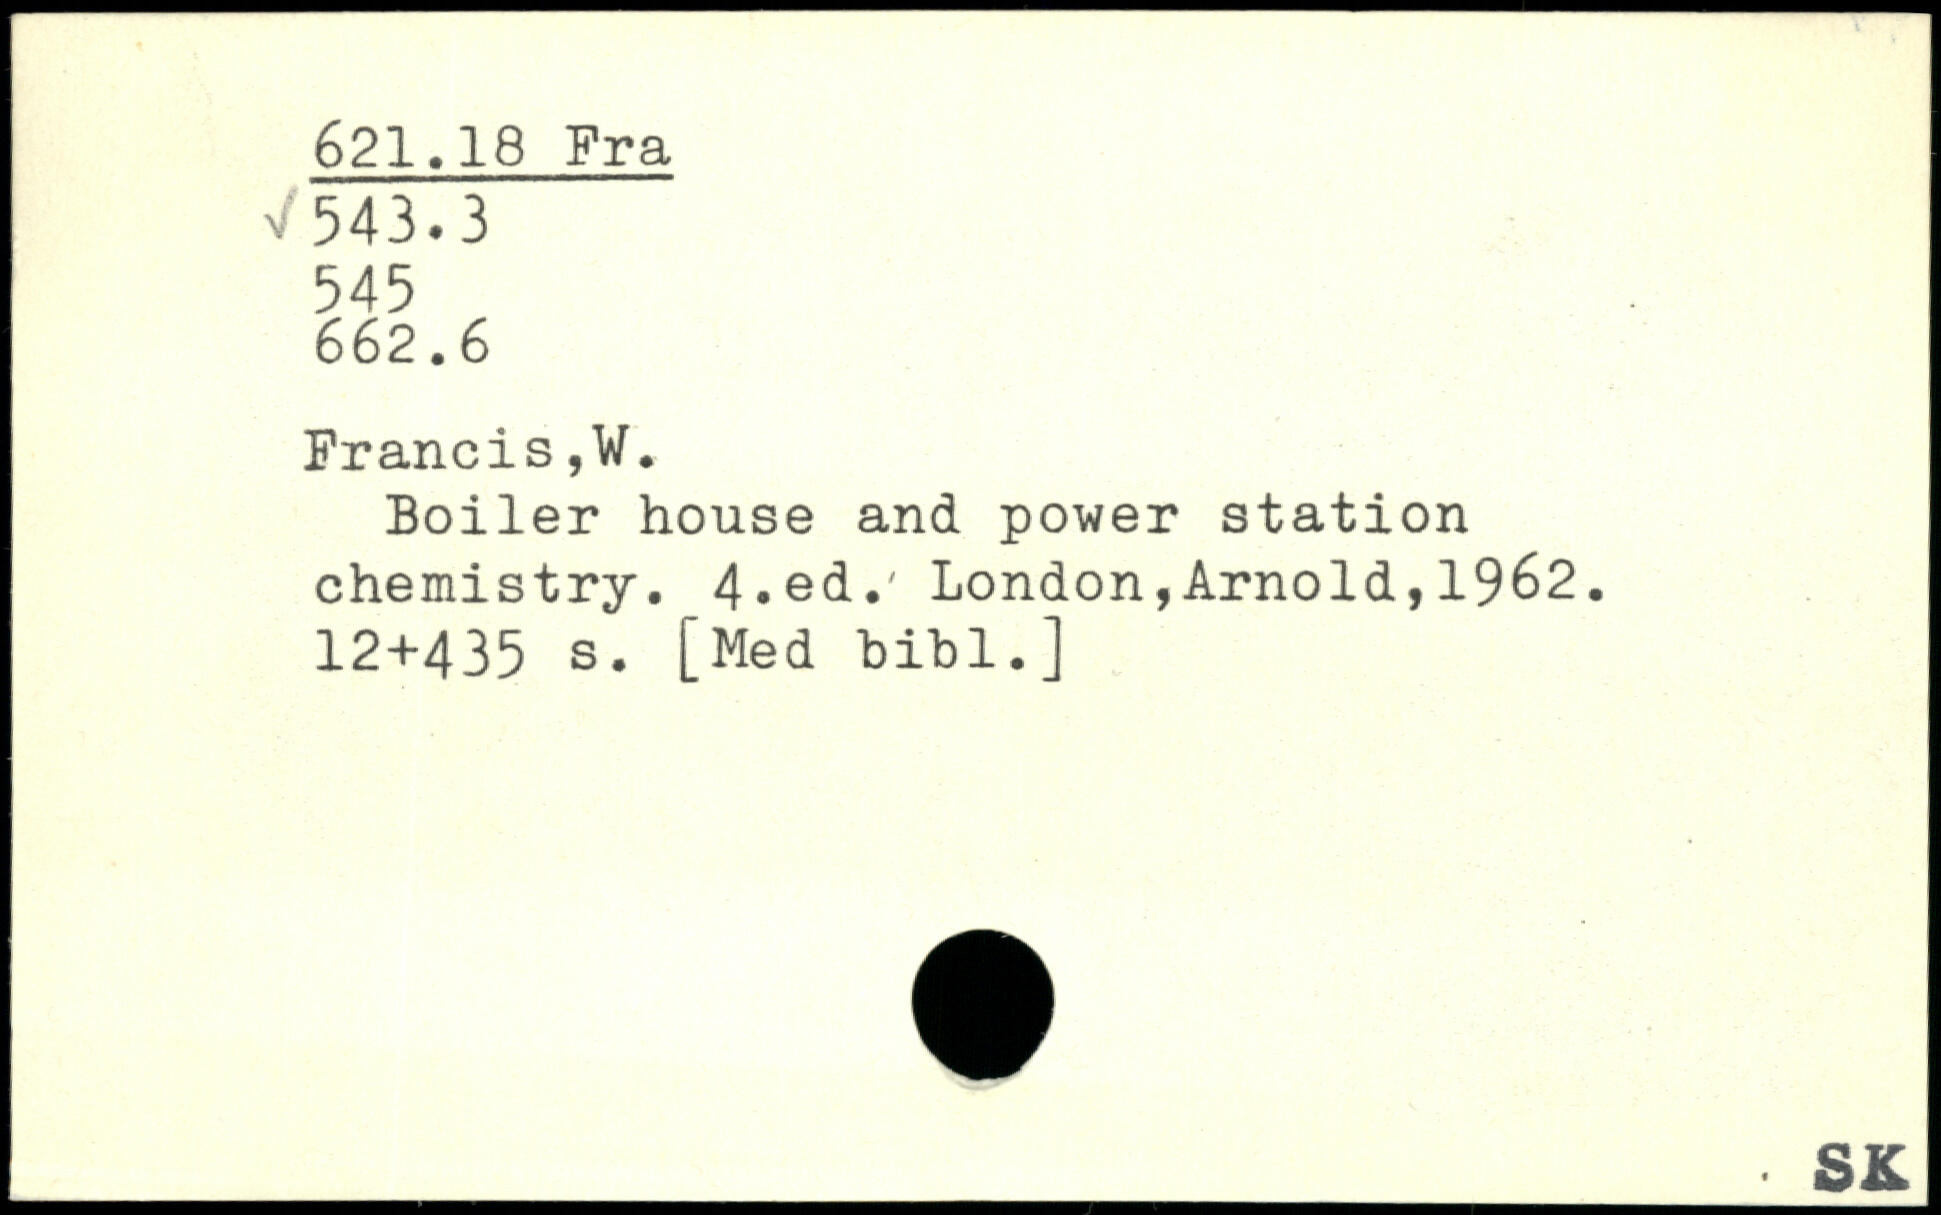 621.18 Fra
✓543.3
545
662.6
Francis,W.
Boiler house and power station
chemistry. 4.ed. London,Arnold,1962.
12+435 s. [Med bibl.]
SK